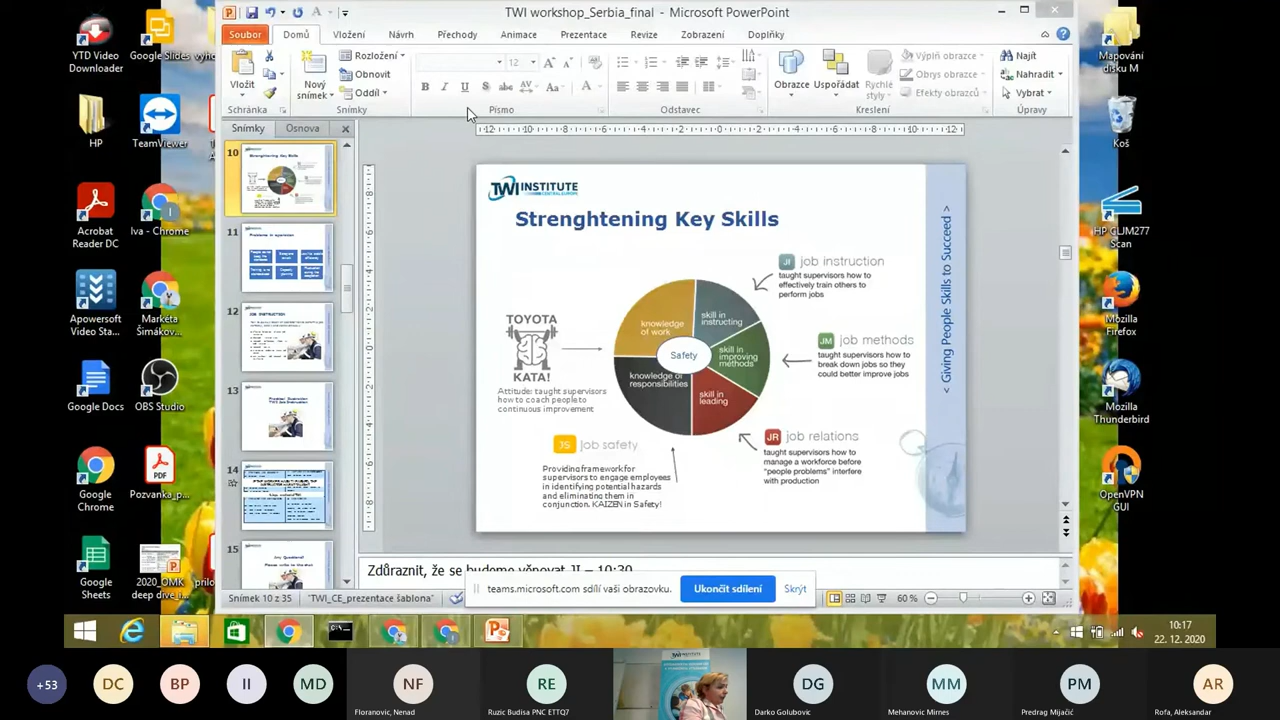 TWI workshop_Serbia_final - Microsoft PowerPoint
Soubor Domů Vložení Návrh Přechody Animace Prezentace Revize Zobrazení Doplňky
Vložit
Nový snímek
Rozložení
Obnovit
Oddíl
12
Obrazce
Uspořádat
Rychlé styly
Výplň obrazce
Obrys obrazce
Efekty obrazců
Najít
Nahradit
Vybrat
Schránka Snímky Písmo Odstavec Kreslení Úpravy
Snímky Osnova
10
11
12
13
14
15
TWI INSTITUTE
CENTRAL EUROPE
Strenghtening Key Skills
JI job instruction
taught supervisors how to
effectively train others to
perform jobs
JM job methods
taught supervisors how to
break down jobs so they
could better improve jobs
JR job relations
taught supervisors how to
manage a workforce before
"people problems" interfere
with production
TOYOTA
KATA!
Attitude: taught supervisors
how to coach people to
continuous improvement
knowledge of work
skill in instructing
skill in improving methods
skill in leading
knowledge of responsibilities
Safety
JS job safety
Providing framework for
supervisors to engage employees
in identifying potential hazards
and eliminating them in
conjunction. KAIZEN in Safety!
< Giving People Skills to Succeed >
Zdůraznit, že se budeme věnovat JI – 10:30
teams.microsoft.com sdílí vaši obrazovku. Ukončit sdílení Skrýt
Snímek 10 z 35 "TWI_CE_prezentace šablona" 60 %
YTD Video Downloader
Google Slides
HP
TeamViewer
Acrobat Reader DC
Iva - Chrome
Apowersoft Video Sta...
Marketa Šimákov...
Google Docs
OBS Studio
Google Chrome
Pozvanka_p...
Google Sheets
2020_OMK deep dive_i...
Mapování disku M
Koš
HP CLJM277 Scan
Mozilla Firefox
Mozilla Thunderbird
OpenVPN GUI
10:17
22. 12. 2020
+53 DC BP II MD NF RE DG MM PM AR
Floranovic, Nenad
Ruzic Budisa PNC ETTQ7
Darko Golubovic
Mehanovic Mirnes
Predrag Mijačić
Rofa, Aleksandar